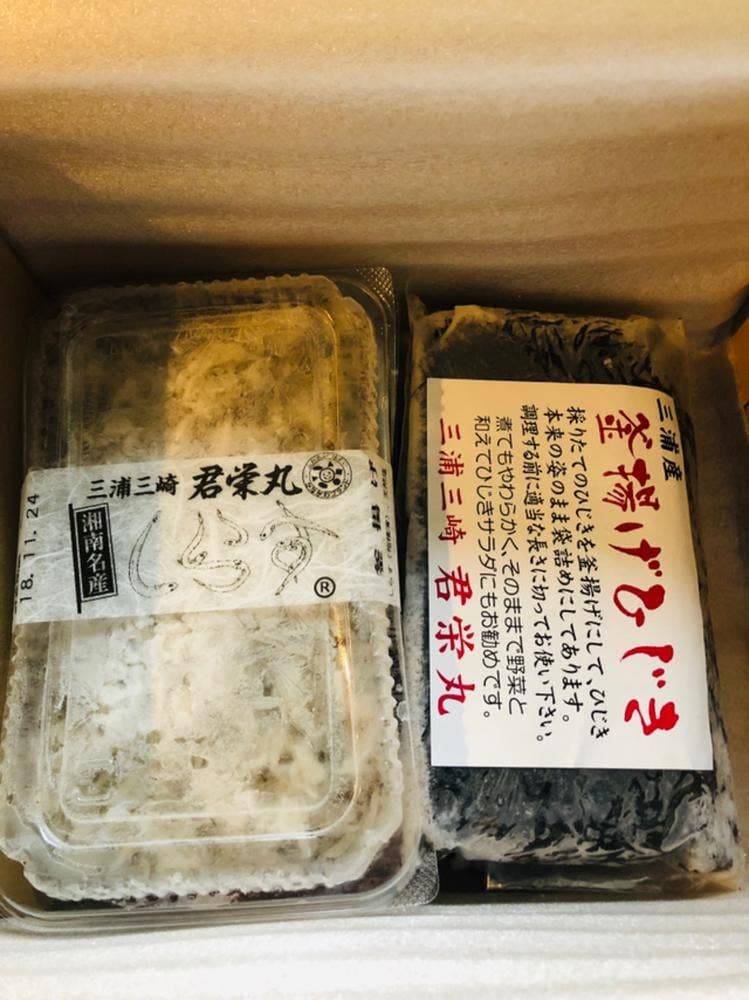 三浦三崎 君栄丸
湘南名産
しらす
®
18.11.24
三浦産
釜揚げひじき
採りたてのひじきを釜揚げにして、ひじき
本来の姿のまま袋詰めにしてあります。
調理する前に適当な長さに切ってお使い下さい。
煮てもやわらかく、そのままで野菜と
和えてひじきサラダにもお勧めです。
三浦三崎 君栄丸